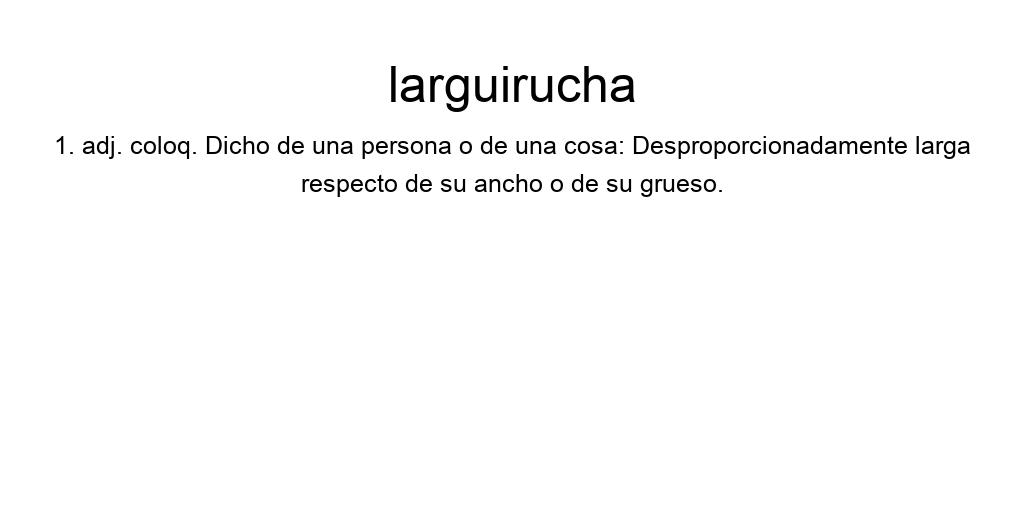 larguirucha
1. adj. coloq. Dicho de una persona o de una cosa: Desproporcionadamente larga
respecto de su ancho o de su grueso.